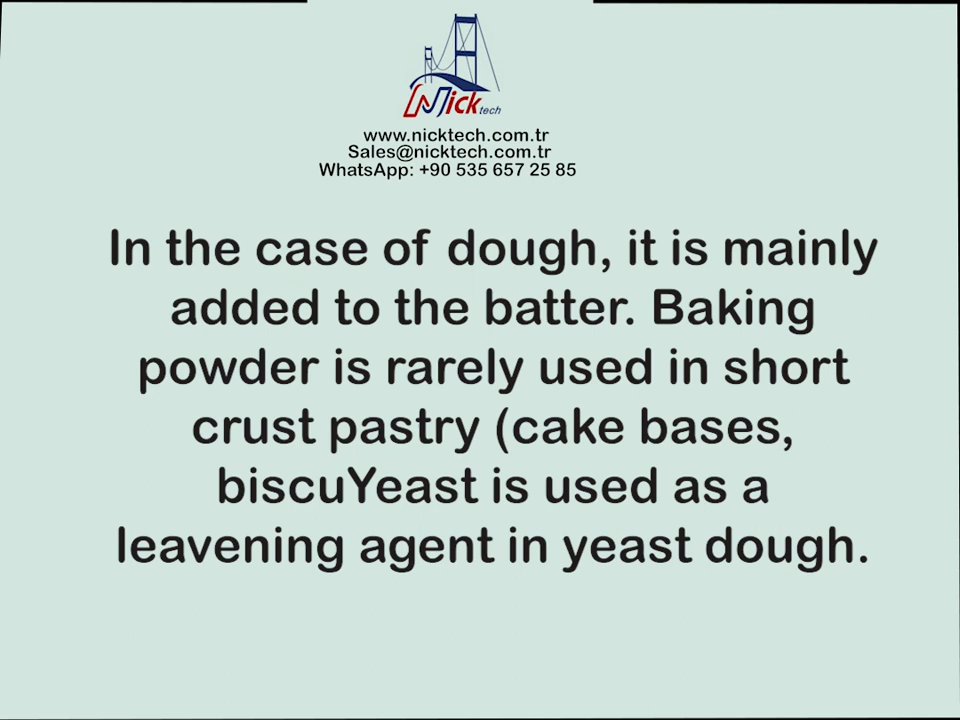 Nick tech
www.nicktech.com.tr
Sales@nicktech.com.tr
WhatsApp: +90 535 657 25 85
In the case of dough, it is mainly
added to the batter. Baking
powder is rarely used in short
crust pastry (cake bases,
biscuYeast is used as a
leavening agent in yeast dough.